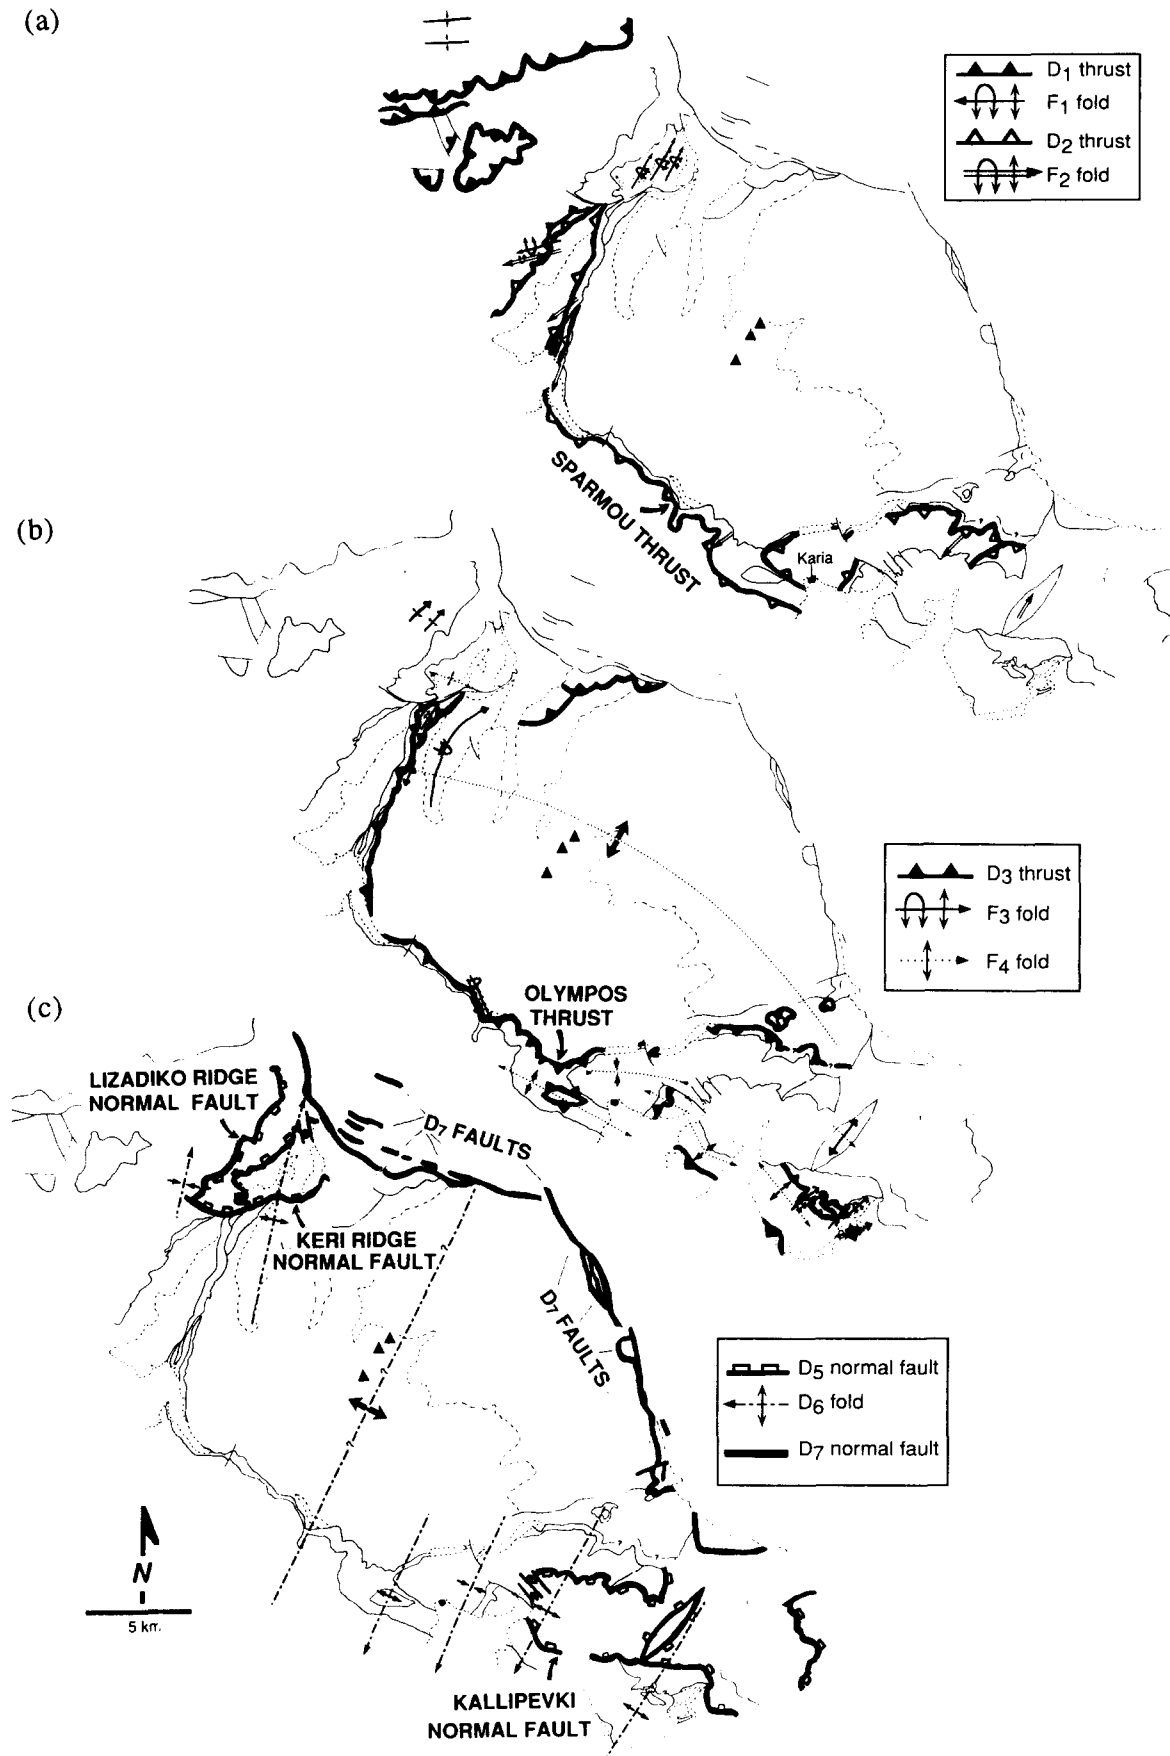 (a)
D1 thrust
F1 fold
D2 thrust
F2 fold
SPARMOU THRUST
Karia
(b)
D3 thrust
F3 fold
F4 fold
OLYMPOS
THRUST
(c)
LIZADIKO RIDGE
NORMAL FAULT
D7 FAULTS
KERI RIDGE
NORMAL FAULT
?
D7 FAULTS
?
?
D5 normal fault
D6 fold
D7 normal fault
N
5 km.
KALLIPEVKI
NORMAL FAULT